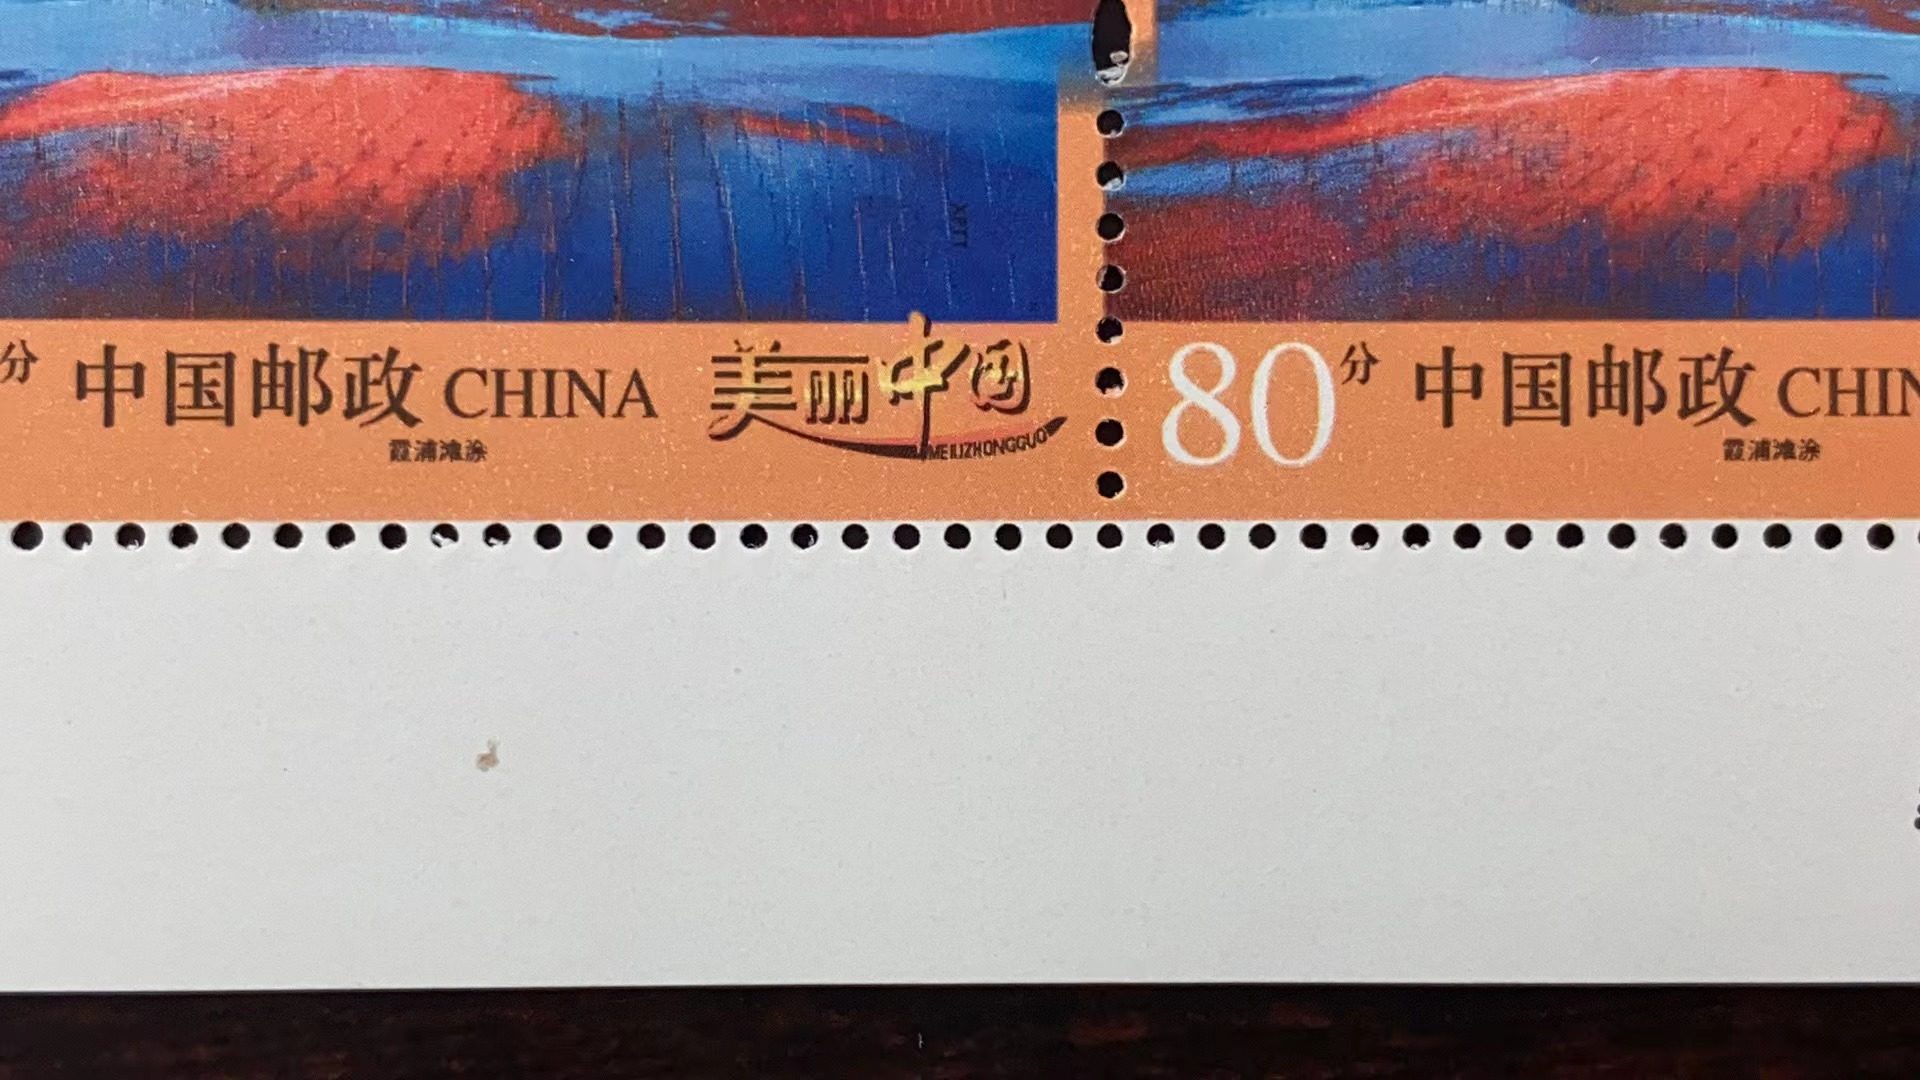 分 中国邮政 CHINA 美丽中国
霞浦滩涂 MEILIZHONGGUO
80分 中国邮政 CHIN
霞浦滩涂